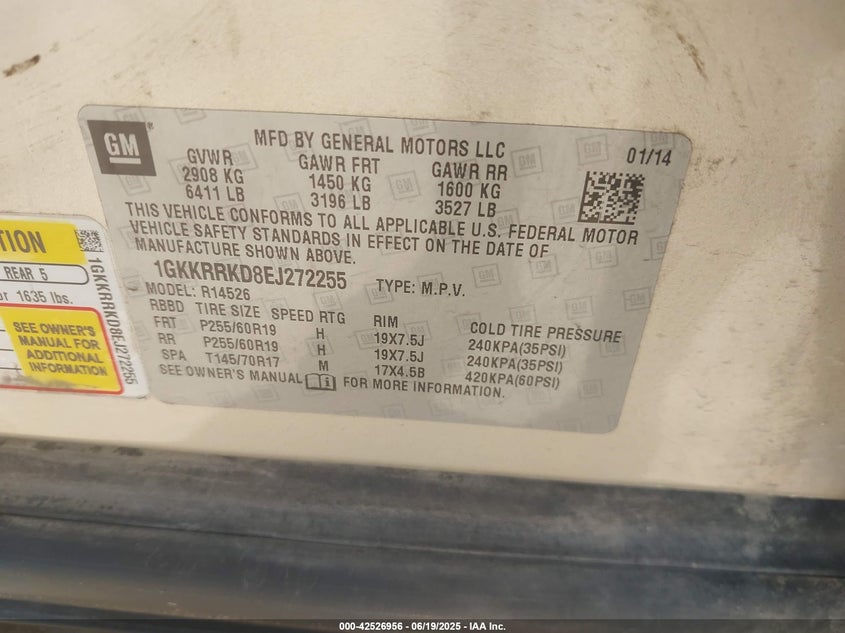 GM
MFD BY GENERAL MOTORS LLC
01/14
GVWR GAWR FRT GAWR RR
2908 KG 1450 KG 1600 KG
6411 LB 3196 LB 3527 LB
THIS VEHICLE CONFORMS TO ALL APPLICABLE U.S. FEDERAL MOTOR
VEHICLE SAFETY STANDARDS IN EFFECT ON THE DATE OF
MANUFACTURE SHOWN ABOVE.
1GKKRRKD8EJ272255 TYPE: M.P.V.
MODEL: R14526
RBBD TIRE SIZE SPEED RTG RIM COLD TIRE PRESSURE
FRT P255/60R19 H 19X7.5J 240KPA(35PSI)
RR P255/60R19 H 19X7.5J 240KPA(35PSI)
SPA T145/70R17 M 17X4.5B 420KPA(60PSI)
SEE OWNER'S MANUAL FOR MORE INFORMATION.
TION
REAR 5
or 1635 lbs.
SEE OWNER'S
MANUAL FOR
ADDITIONAL
INFORMATION
1GKKRRKD8EJ272255
000-42526956 - 06/19/2025 - IAA Inc.